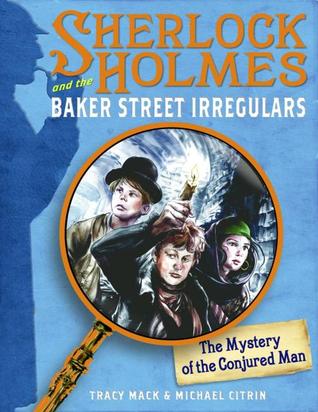 SHERLOCK
and the HOLMES
BAKER STREET IRREGULARS
The Mystery
of the Conjured Man
TRACY MACK & MICHAEL CITRIN